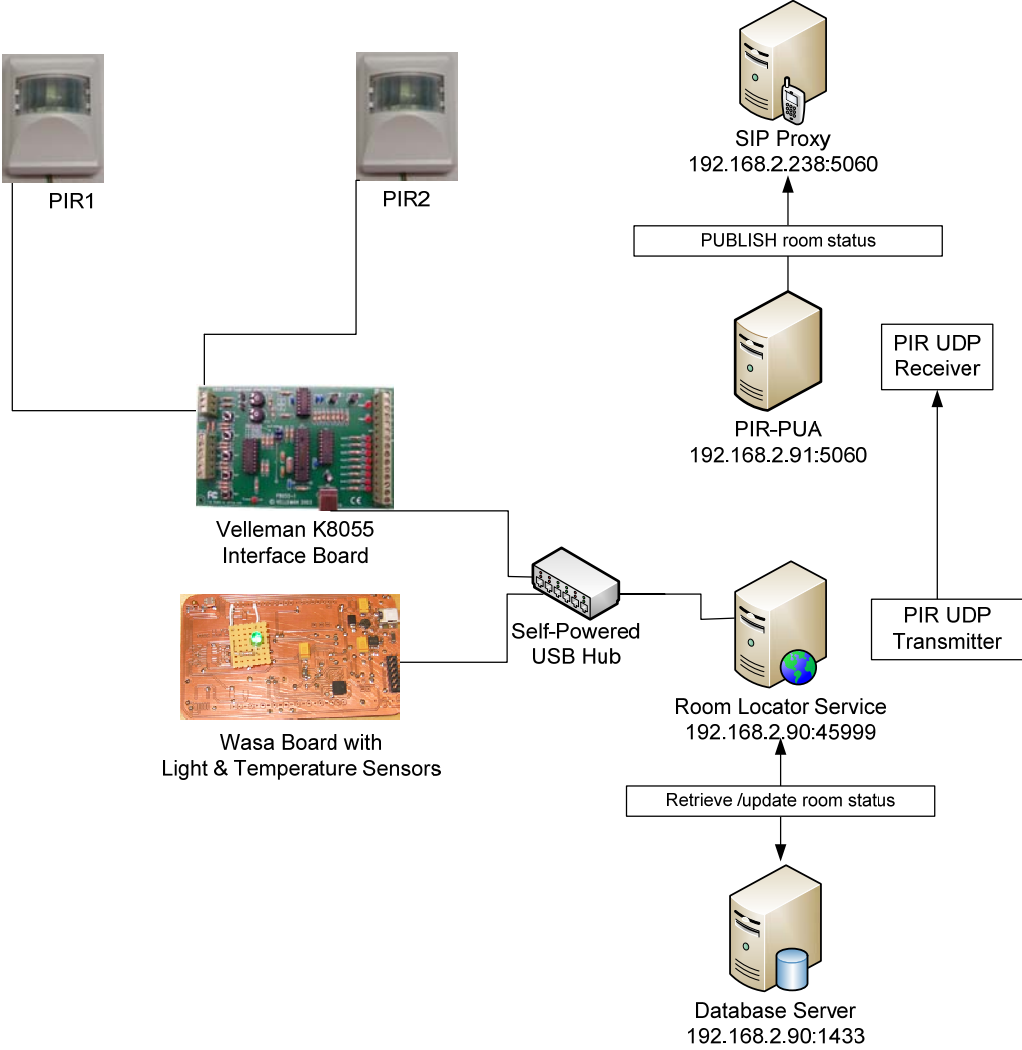 SIP Proxy
192.168.2.238:5060
PIR1
PIR2
PUBLISH room status
PIR UDP
Receiver
PIR-PUA
192.168.2.91:5060
Velleman K8055
Interface Board
Self-Powered
USB Hub
PIR UDP
Transmitter
Room Locator Service
192.168.2.90:45999
Wasa Board with
Light & Temperature Sensors
Retrieve /update room status
Database Server
192.168.2.90:1433